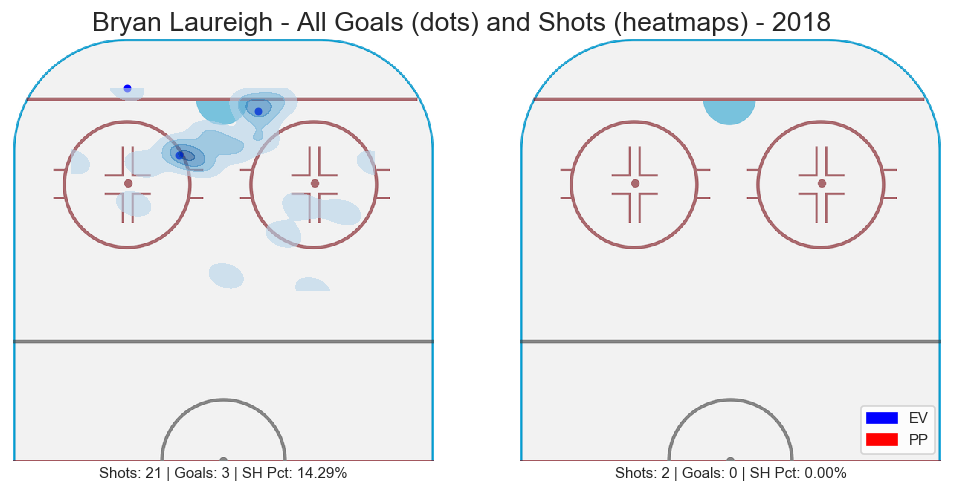 Bryan Laureigh - All Goals (dots) and Shots (heatmaps) - 2018
EV
PP
Shots: 21 | Goals: 3 | SH Pct: 14.29%
Shots: 2 | Goals: 0 | SH Pct: 0.00%